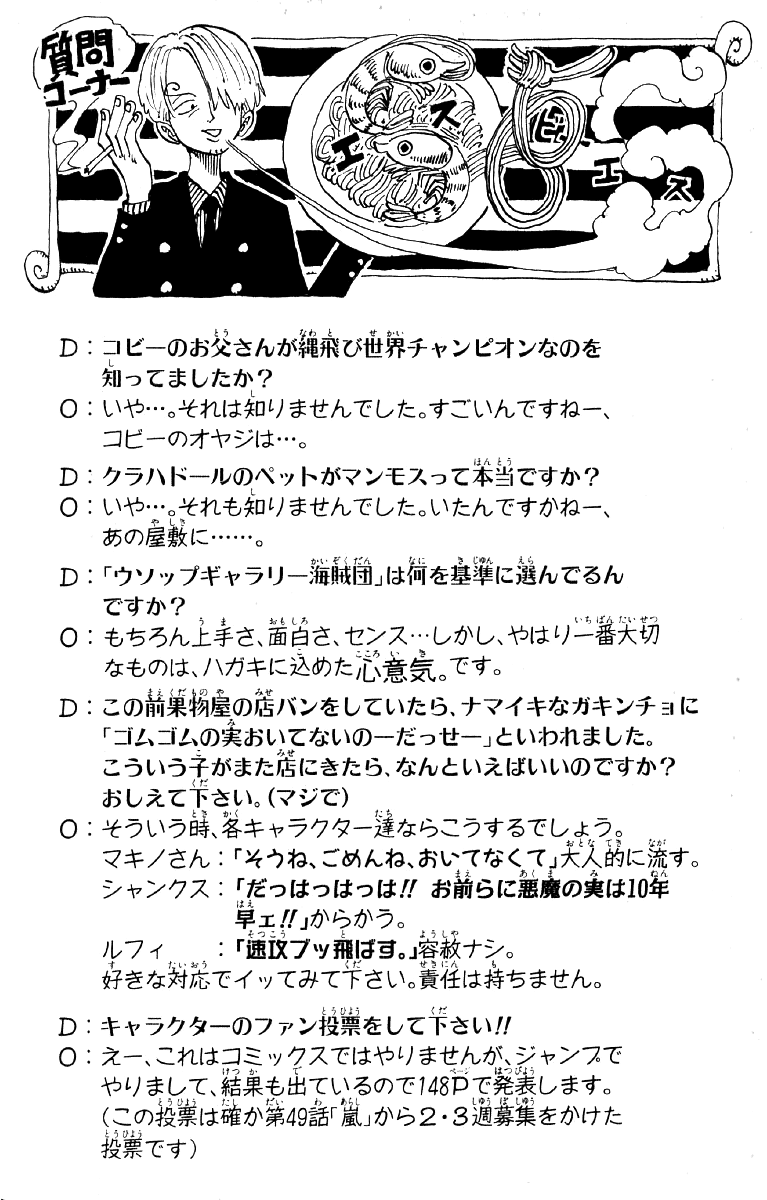 質問
コーナー
エス
ビー
エス
D：コビーのお父さんが縄飛び世界チャンピオンなのを
知ってましたか？
O：いや…。それは知りませんでした。すごいんですねー、
コビーのオヤジは…。
D：クラハドールのペットがマンモスって本当ですか？
O：いや…。それも知りませんでした。いたんですかねー、
あの屋敷に……。
D：「ウソップギャラリー海賊団」は何を基準に選んでるん
ですか？
O：もちろん上手さ、面白さ、センス…しかし、やはり一番大切
なものは、ハガキに込めた心意気。です。
D：この前果物屋の店バンをしていたら、ナマイキなガキンチョに
「ゴムゴムの実おいてないのーだっせー」といわれました。
こういう子がまた店にきたら、なんといえばいいのですか？
おしえて下さい。（マジで）
O：そういう時、各キャラクター達ならこうするでしょう。
マキノさん：「そうね、ごめんね、おいてなくて」大人的に流す。
シャンクス：「だっはっはっは!! お前らに悪魔の実は10年
早ェ!!」からかう。
ルフィ　　：「速攻ブッ飛ばす。」容赦ナシ。
好きな対応でイッてみて下さい。責任は持ちません。
D：キャラクターのファン投票をして下さい!!
O：えー、これはコミックスではやりませんが、ジャンプで
やりまして、結果も出ているので148Pで発表します。
（この投票は確か第49話「嵐」から2・3週募集をかけた
投票です）